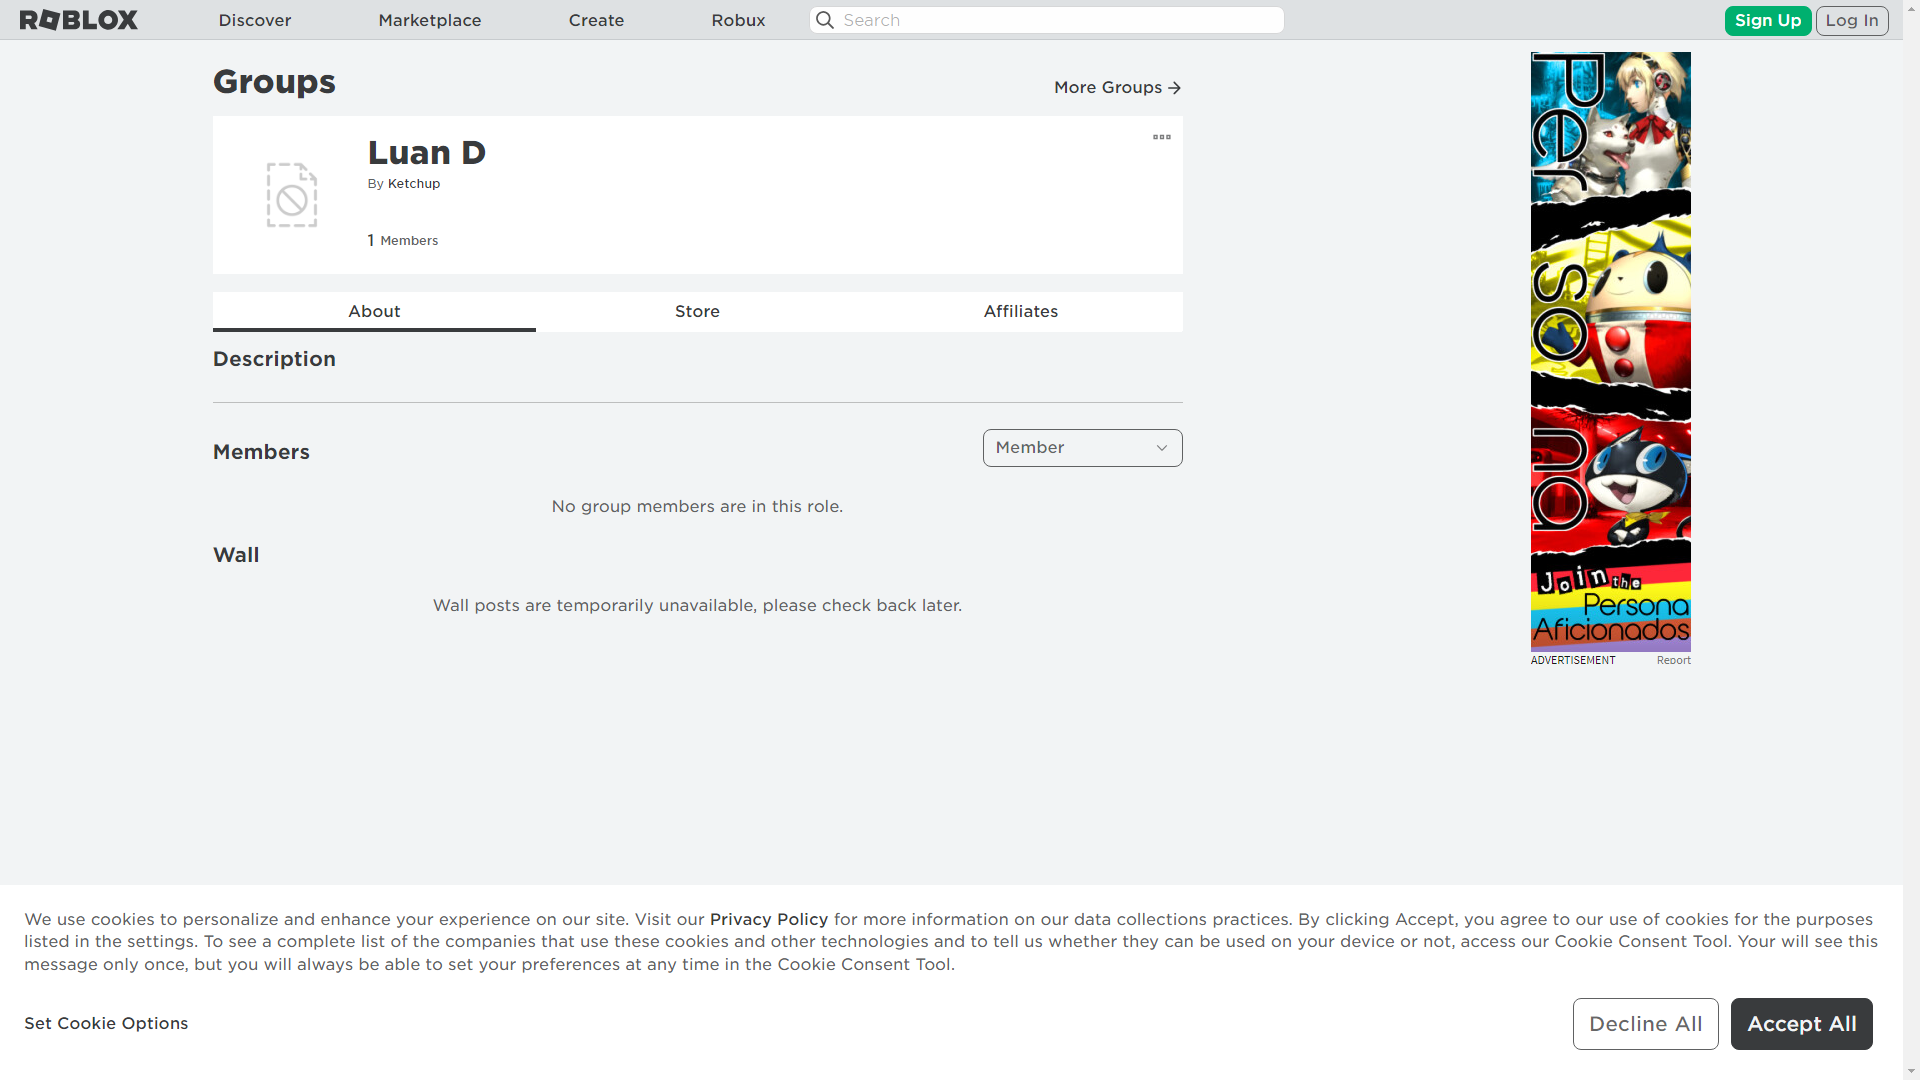 ROBLOX
Discover
Marketplace
Create
Robux
Search
Sign Up
Log In
Groups
More Groups
Luan D
By Ketchup
1 Members
About
Store
Affiliates
Description
Members
Member
No group members are in this role.
Wall
Wall posts are temporarily unavailable, please check back later.
Persona
Join the
Persona
Aficionados
ADVERTISEMENT
Report
We use cookies to personalize and enhance your experience on our site. Visit our Privacy Policy for more information on our data collections practices. By clicking Accept, you agree to our use of cookies for the purposes
listed in the settings. To see a complete list of the companies that use these cookies and other technologies and to tell us whether they can be used on your device or not, access our Cookie Consent Tool. Your will see this
message only once, but you will always be able to set your preferences at any time in the Cookie Consent Tool.
Set Cookie Options
Decline All
Accept All